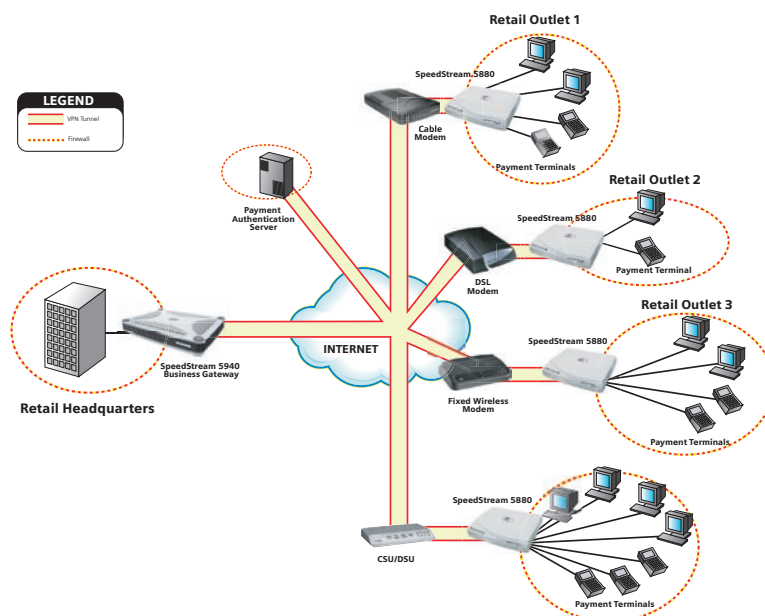 Retail Outlet 1
SpeedStream 5880
LEGEND
VPN Tunnel
Firewall
Cable
Modem
Payment Terminals
Retail Outlet 2
SpeedStream 5880
Payment
Authentication
Server
DSL
Modem
Payment Terminal
Retail Outlet 3
SpeedStream 5880
INTERNET
SpeedStream 5940
Business Gateway
Retail Headquarters
Fixed Wireless
Modem
Payment Terminals
SpeedStream 5880
CSU/DSU
Payment Terminals